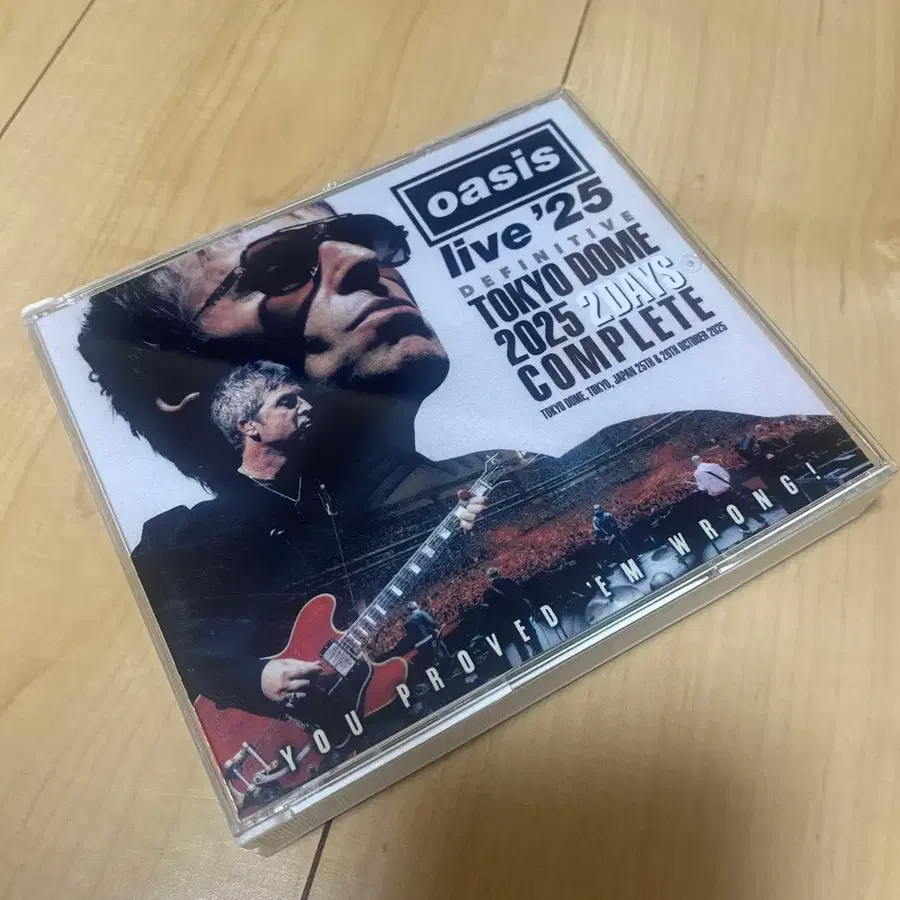 oasis
live '25
DEFINITIVE
TOKYO DOME
2025 2DAYS
COMPLETE
TOKYO DOME, TOKYO, JAPAN 25TH & 26TH OCTOBER 2025
YOU PROVED 'EM WRONG!